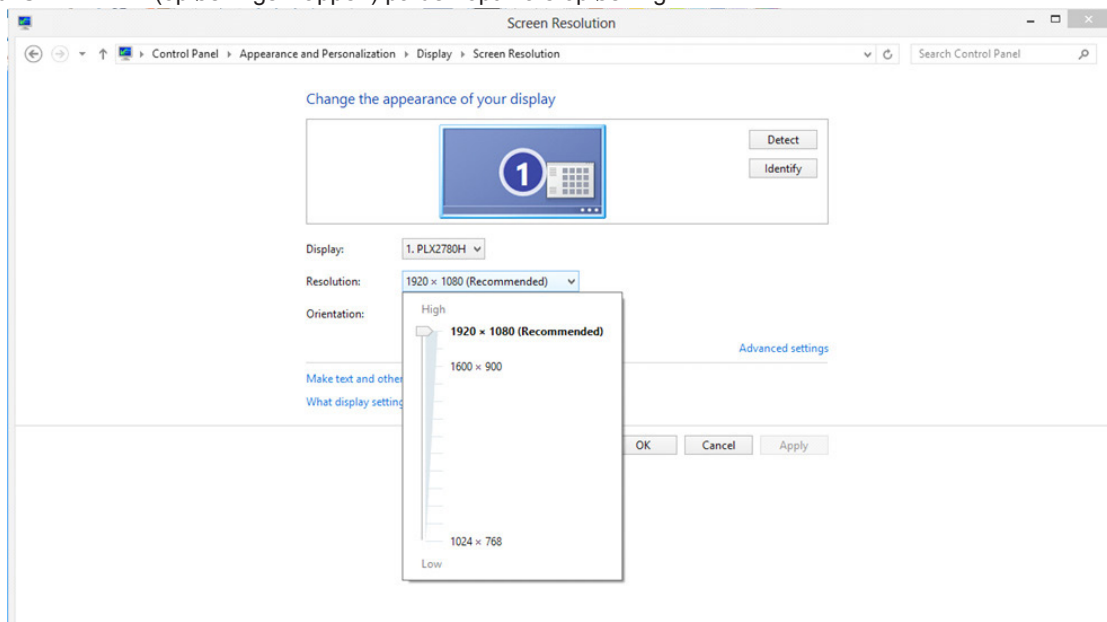 Screen Resolution
Control Panel Appearance and Personalization Display Screen Resolution
Search Control Panel
Change the appearance of your display
1
Detect
Identify
Display: 1. PLX2780H
Resolution: 1920 × 1080 (Recommended)
Orientation:
High
1920 × 1080 (Recommended)
1600 × 900
Advanced settings
Make text and other
What display setting
OK Cancel Apply
1024 × 768
Low